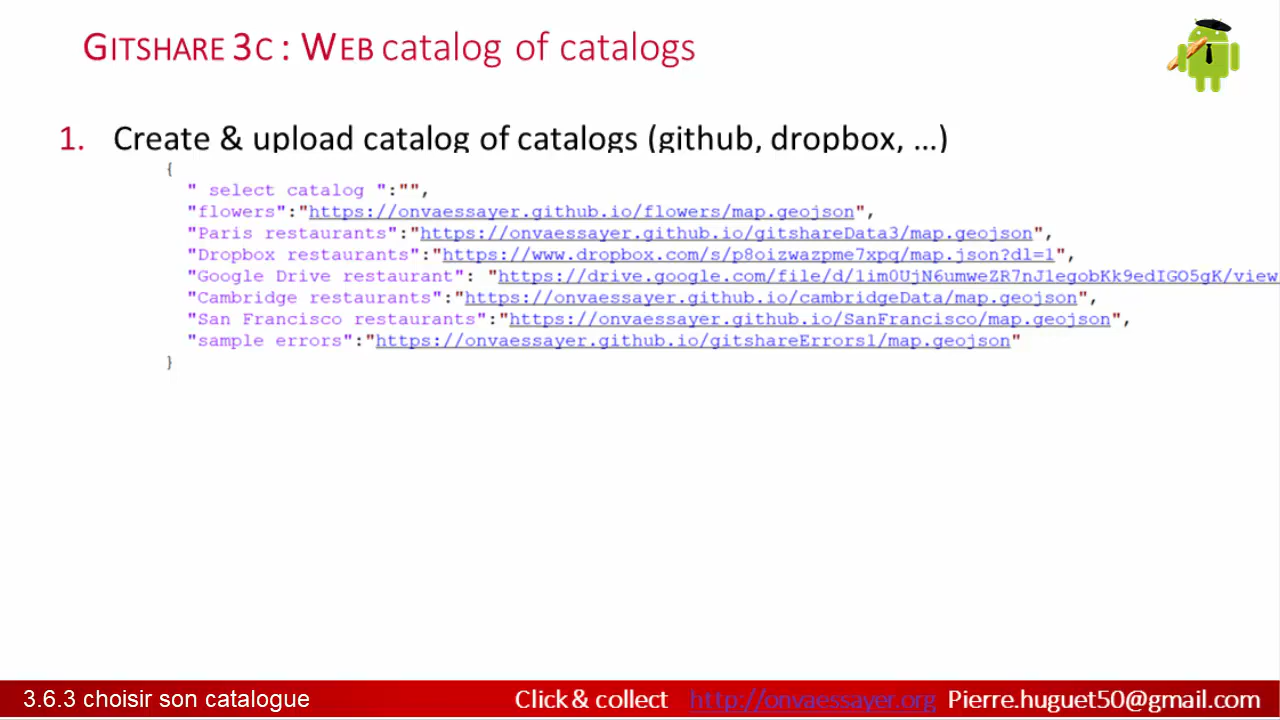 GITSHARE 3C : WEB catalog of catalogs
1. Create & upload catalog of catalogs (github, dropbox, …)
{
" select catalog ":"",
"flowers":"https://onvaessayer.github.io/flowers/map.geojson",
"Paris restaurants":"https://onvaessayer.github.io/gitshareData3/map.geojson",
"Dropbox restaurants":"https://www.dropbox.com/s/p8oizwazpme7xpq/map.json?dl=1",
"Google Drive restaurant": "https://drive.google.com/file/d/1im0UjN6umweZR7nJ1egobKk9edIGO5gK/view
"Cambridge restaurants":"https://onvaessayer.github.io/cambridgeData/map.geojson",
"San Francisco restaurants":"https://onvaessayer.github.io/SanFrancisco/map.geojson",
"sample errors":"https://onvaessayer.github.io/gitshareErrors1/map.geojson"
}
3.6.3 choisir son catalogue
Click & collect http://onvaessayer.org Pierre.huguet50@gmail.com